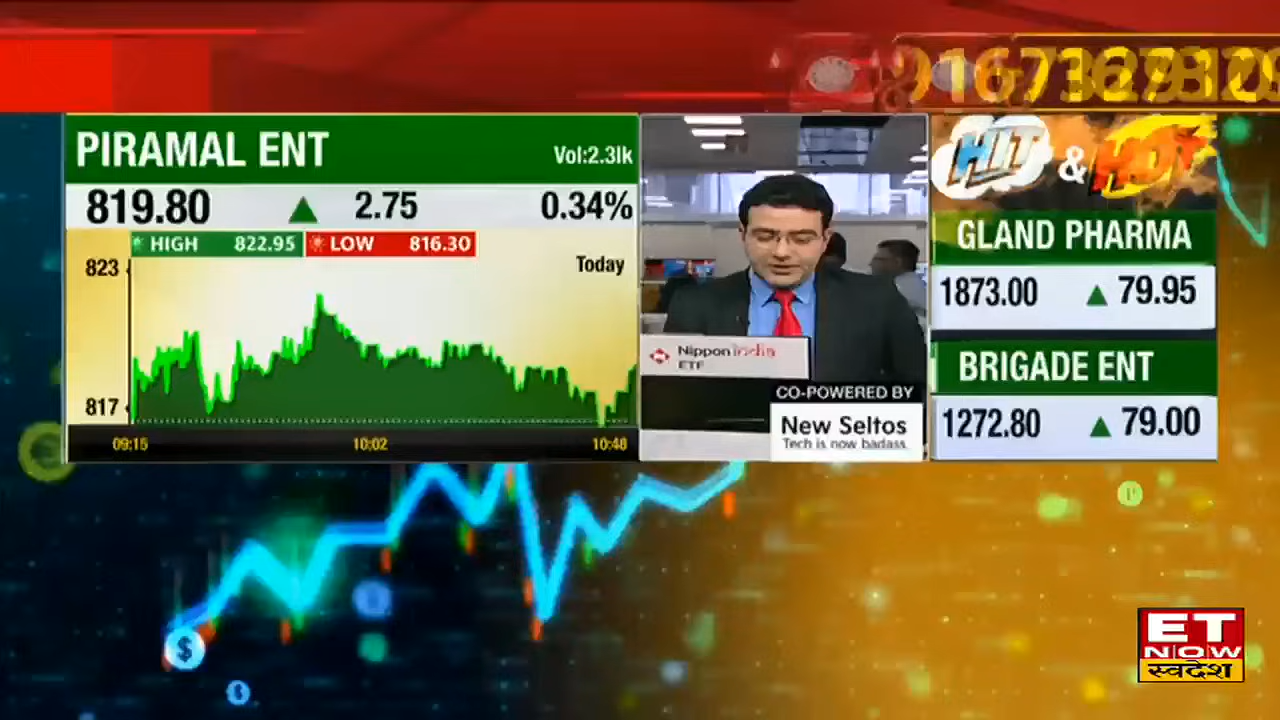 PIRAMAL ENT
Vol:2.3lk
819.80 ▲ 2.75 0.34%
HIGH 822.95 LOW 816.30
Today
823
817
09:15 10:02 10:48
Nippon india
ETF
CO-POWERED BY
New Seltos
Tech is now badass.
HIT & HOT
GLAND PHARMA
1873.00 ▲ 79.95
BRIGADE ENT
1272.80 ▲ 79.00
$
$
ET
NOW
स्वदेश